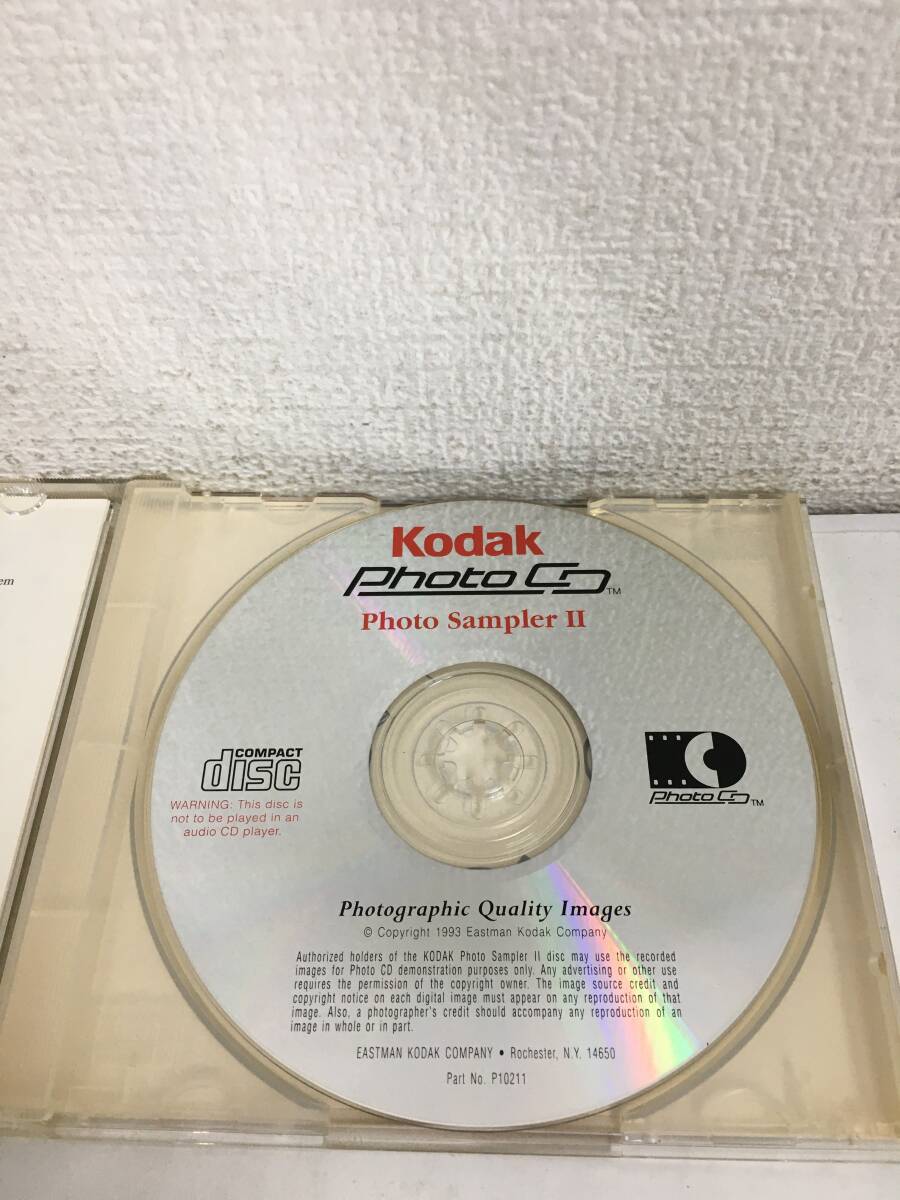 em
Kodak
Photo CD™
Photo Sampler II
COMPACT
disc
WARNING: This disc is
not to be played in an
audio CD player.
Photo CD™
Photographic Quality Images
© Copyright 1993 Eastman Kodak Company
Authorized holders of the KODAK Photo Sampler II disc may use the recorded
images for Photo CD demonstration purposes only. Any advertising or other use
requires the permission of the copyright owner. The image source credit and
copyright notice on each digital image must appear on any reproduction of that
image. Also, a photographer's credit should accompany any reproduction of an
image in whole or in part.
EASTMAN KODAK COMPANY • Rochester, N.Y. 14650
Part No. P10211